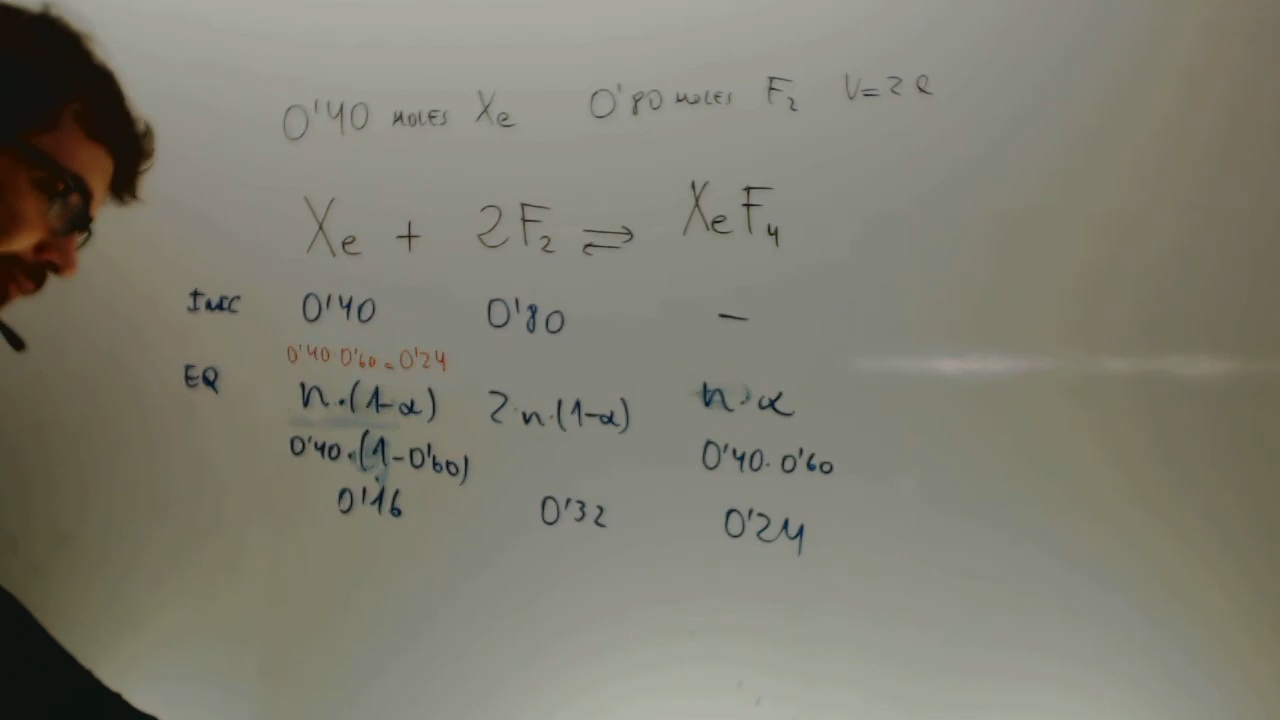 0'40 MOLES Xe 0'80 MOLES F₂ V=2ℓ
Xe + 2F₂ ⇌ XeF₄
INIC 0'40 0'80 —
0'40·0'60=0'24
EQ n·(1-α) 2·n·(1-α) n·α
0'40·(1-0'60) 0'40·0'60
0'16 0'32 0'24